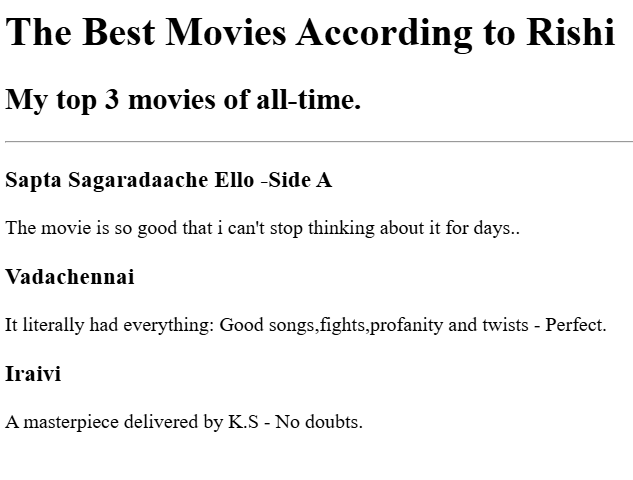 The Best Movies According to Rishi
My top 3 movies of all-time.
Sapta Sagaradaache Ello -Side A
The movie is so good that i can't stop thinking about it for days..
Vadachennai
It literally had everything: Good songs,fights,profanity and twists - Perfect.
Iraivi
A masterpiece delivered by K.S - No doubts.